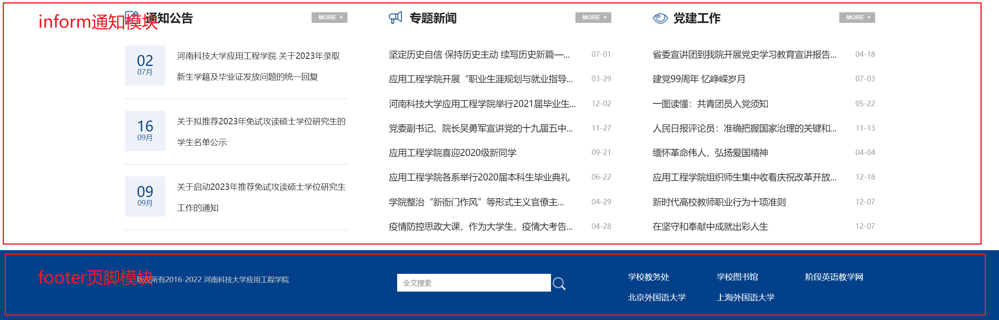 inform通知模块
通知公告
MORE +
02
07月
河南科技大学应用工程学院 关于2023年录取
新生学籍及毕业证发放问题的统一回复
16
09月
关于拟推荐2023年免试攻读硕士学位研究生的
学生名单公示
09
09月
关于启动2023年推荐免试攻读硕士学位研究生
工作的通知
专题新闻
MORE +
坚定历史自信 保持历史主动 续写历史新篇—... 07-01
应用工程学院开展“职业生涯规划与就业指导... 03-29
河南科技大学应用工程学院举行2021届毕业生... 12-02
党委副书记、院长吴勇军宣讲党的十九届五中... 11-27
应用工程学院喜迎2020级新同学 09-21
应用工程学院各系举行2020届本科生毕业典礼 06-22
学院整治“新衙门作风”等形式主义官僚主... 04-29
疫情防控思政大课，作为大学生，疫情大考告... 04-28
党建工作
MORE +
省委宣讲团到我院开展党史学习教育宣讲报告... 04-18
建党99周年 忆峥嵘岁月 07-03
一图读懂：共青团员入党须知 05-22
人民日报评论员：准确把握国家治理的关键和... 11-13
缅怀革命伟人，弘扬爱国精神 04-04
应用工程学院组织师生集中收看庆祝改革开放... 12-18
新时代高校教师职业行为十项准则 12-07
在坚守和奉献中成就出彩人生 12-07
footer页脚模块
版权所有2016-2022 河南科技大学应用工程学院
全文搜索
学校教务处 学校图书馆 阶段英语教学网
北京外国语大学 上海外国语大学